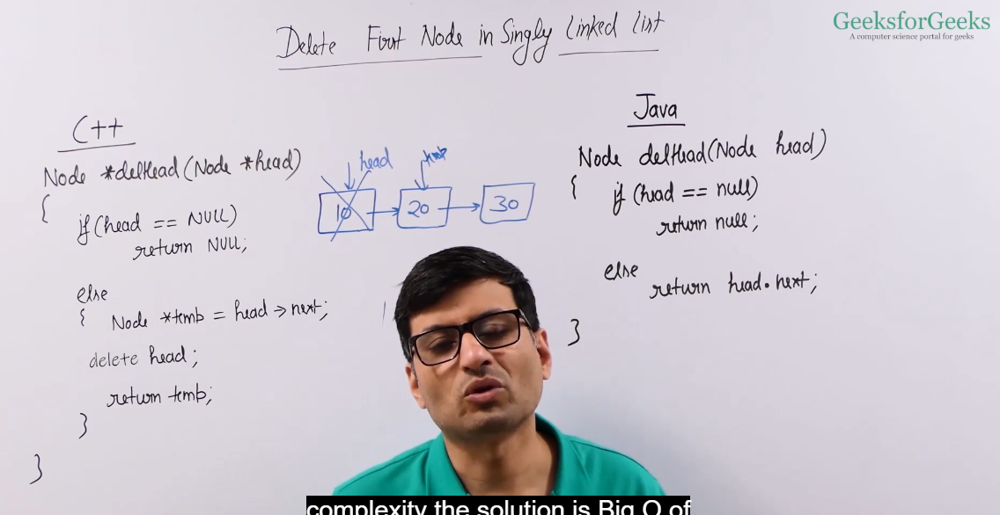 Delete First Node in Singly Linked List
GeeksforGeeks
A computer science portal for geeks
C++
Node *delHead(Node *head)
{
if(head == NULL)
return NULL;
else
{ Node *temp = head->next;
delete head;
return temp;
}
}
head
temp
10
20
30
Java
Node delHead(Node head)
{ if(head == null)
return null;
else
return head.next;
}
complexity the solution is Big O of